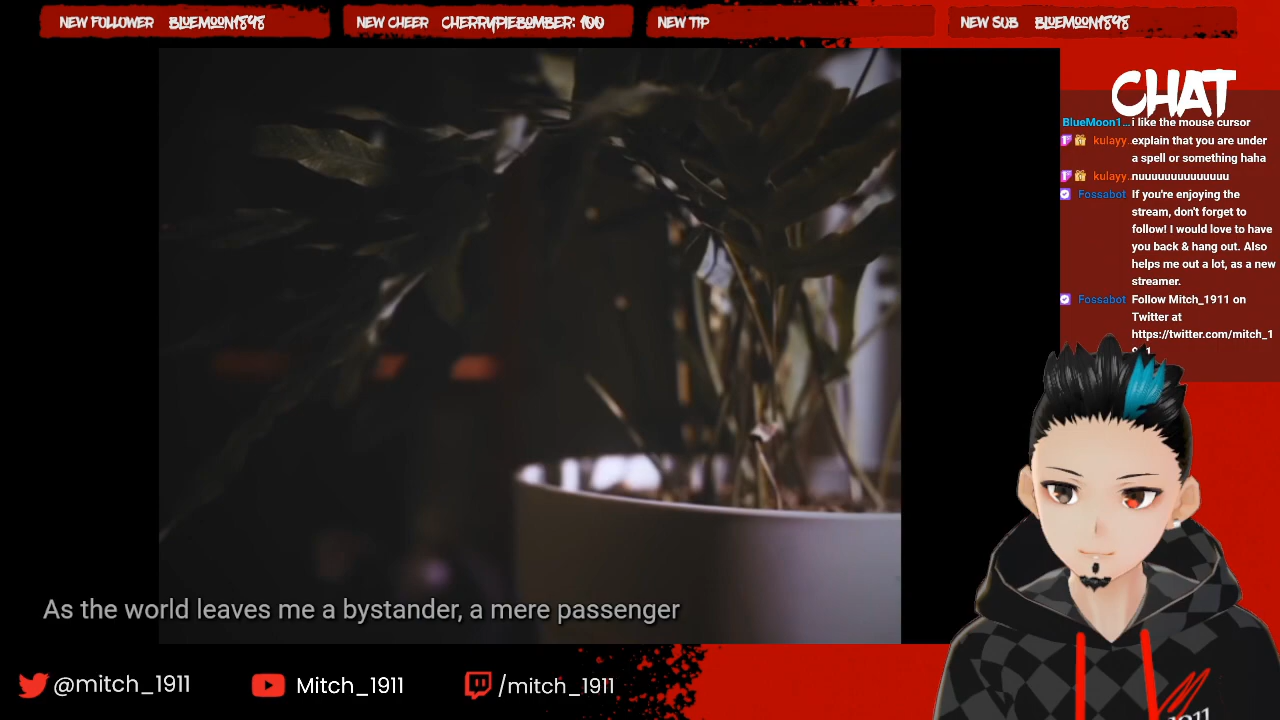 NEW FOLLOWER BLUEMOON1848
NEW CHEER CHERRYPIEBOMBER: 100
NEW TIP
NEW SUB BLUEMOON1848
CHAT
BlueMoon1... i like the mouse cursor
kulayy... explain that you are under
a spell or something haha
kulayy... nuuuuuuuuuuuuuu
Fossabot If you're enjoying the
stream, don't forget to
follow! I would love to have
you back & hang out. Also
helps me out a lot, as a new
streamer.
Fossabot Follow Mitch_1911 on
Twitter at
https://twitter.com/mitch_1
As the world leaves me a bystander, a mere passenger
@mitch_1911
Mitch_1911
/mitch_1911